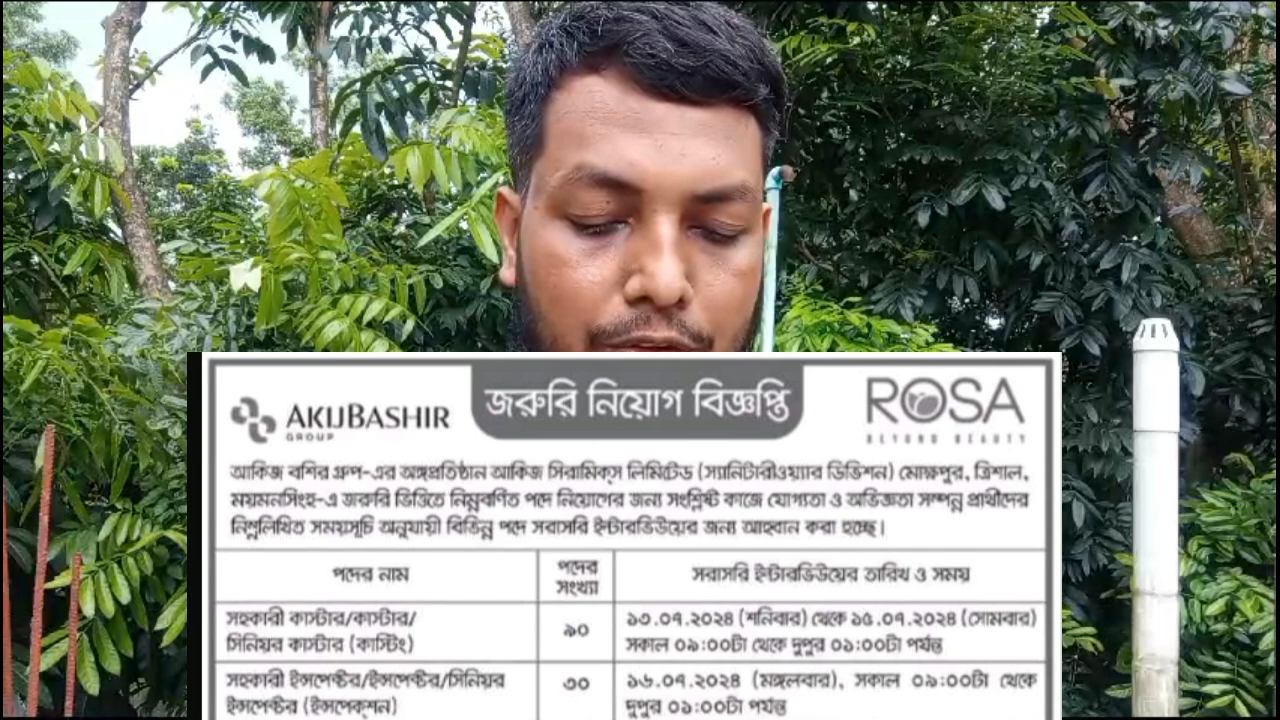 AKIJBASHIR
GROUP
জরুরি নিয়োগ বিজ্ঞপ্তি
ROSA
BEYOND BEAUTY
আকিজ বশির গ্রুপ-এর অঙ্গপ্রতিষ্ঠান আকিজ সিরামিকস লিমিটেড (স্যানিটারীওয়্যার ডিভিশন) মোক্ষপুর, ত্রিশাল,
ময়মনসিংহ-এ জরুরি ভিত্তিতে নিম্নবর্ণিত পদে নিয়োগের জন্য সংশ্লিষ্ট কাজে যোগ্যতা ও অভিজ্ঞতা সম্পন্ন প্রার্থীদের
নিম্নলিখিত সময়সূচি অনুযায়ী বিভিন্ন পদে সরাসরি ইন্টারভিউয়ের জন্য আহবান করা হচ্ছে।
পদের নাম
পদের
সংখ্যা
সরাসরি ইন্টারভিউয়ের তারিখ ও সময়
সহকারী কাস্টার/কাস্টার/
সিনিয়র কাস্টার (কাস্টিং)
৯০
১৩.০৭.২০২৪ (শনিবার) থেকে ১৫.০৭.২০২৪ (সোমবার)
সকাল ০৯:০০টা থেকে দুপুর ০১:০০টা পর্যন্ত
সহকারী ইন্সপেক্টর/ইন্সপেক্টর/সিনিয়র
ইন্সপেক্টর (ইন্সপেকশন)
৩০
১৬.০৭.২০২৪ (মঙ্গলবার), সকাল ০৯:০০টা থেকে
দুপুর ০১:০০টা পর্যন্ত